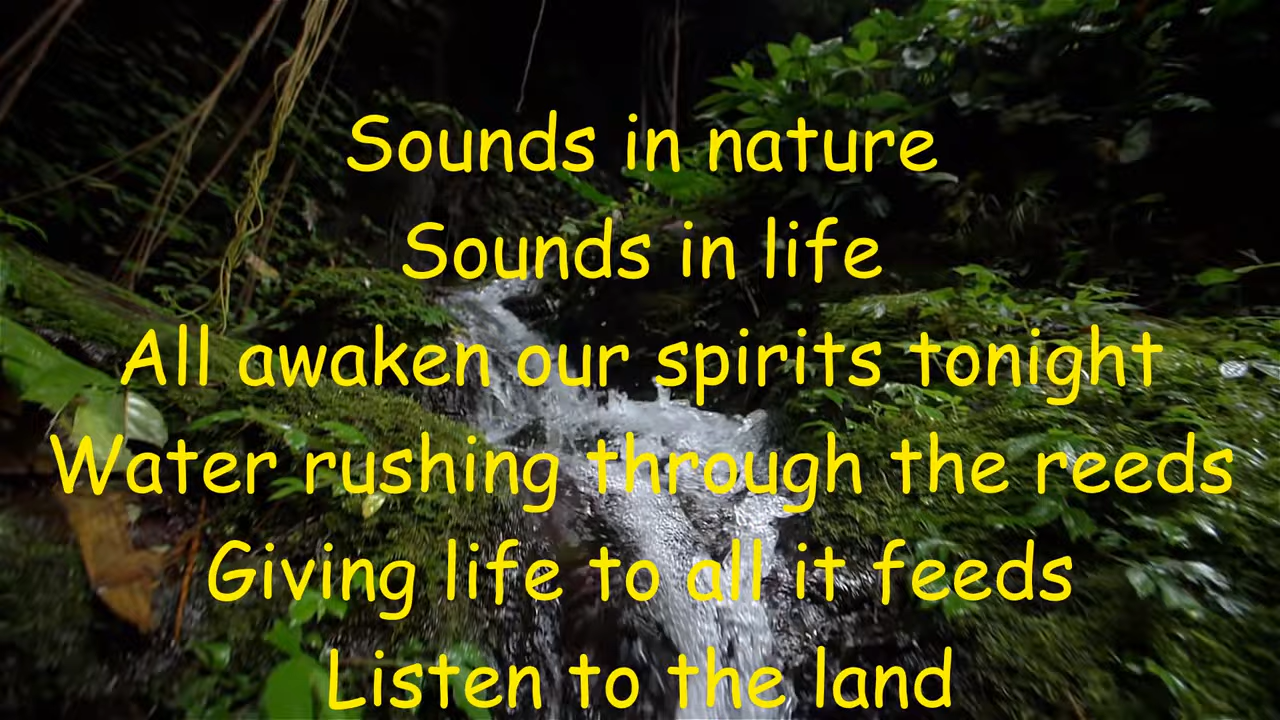 Sounds in nature
Sounds in life
All awaken our spirits tonight
Water rushing through the reeds
Giving life to all it feeds
Listen to the land